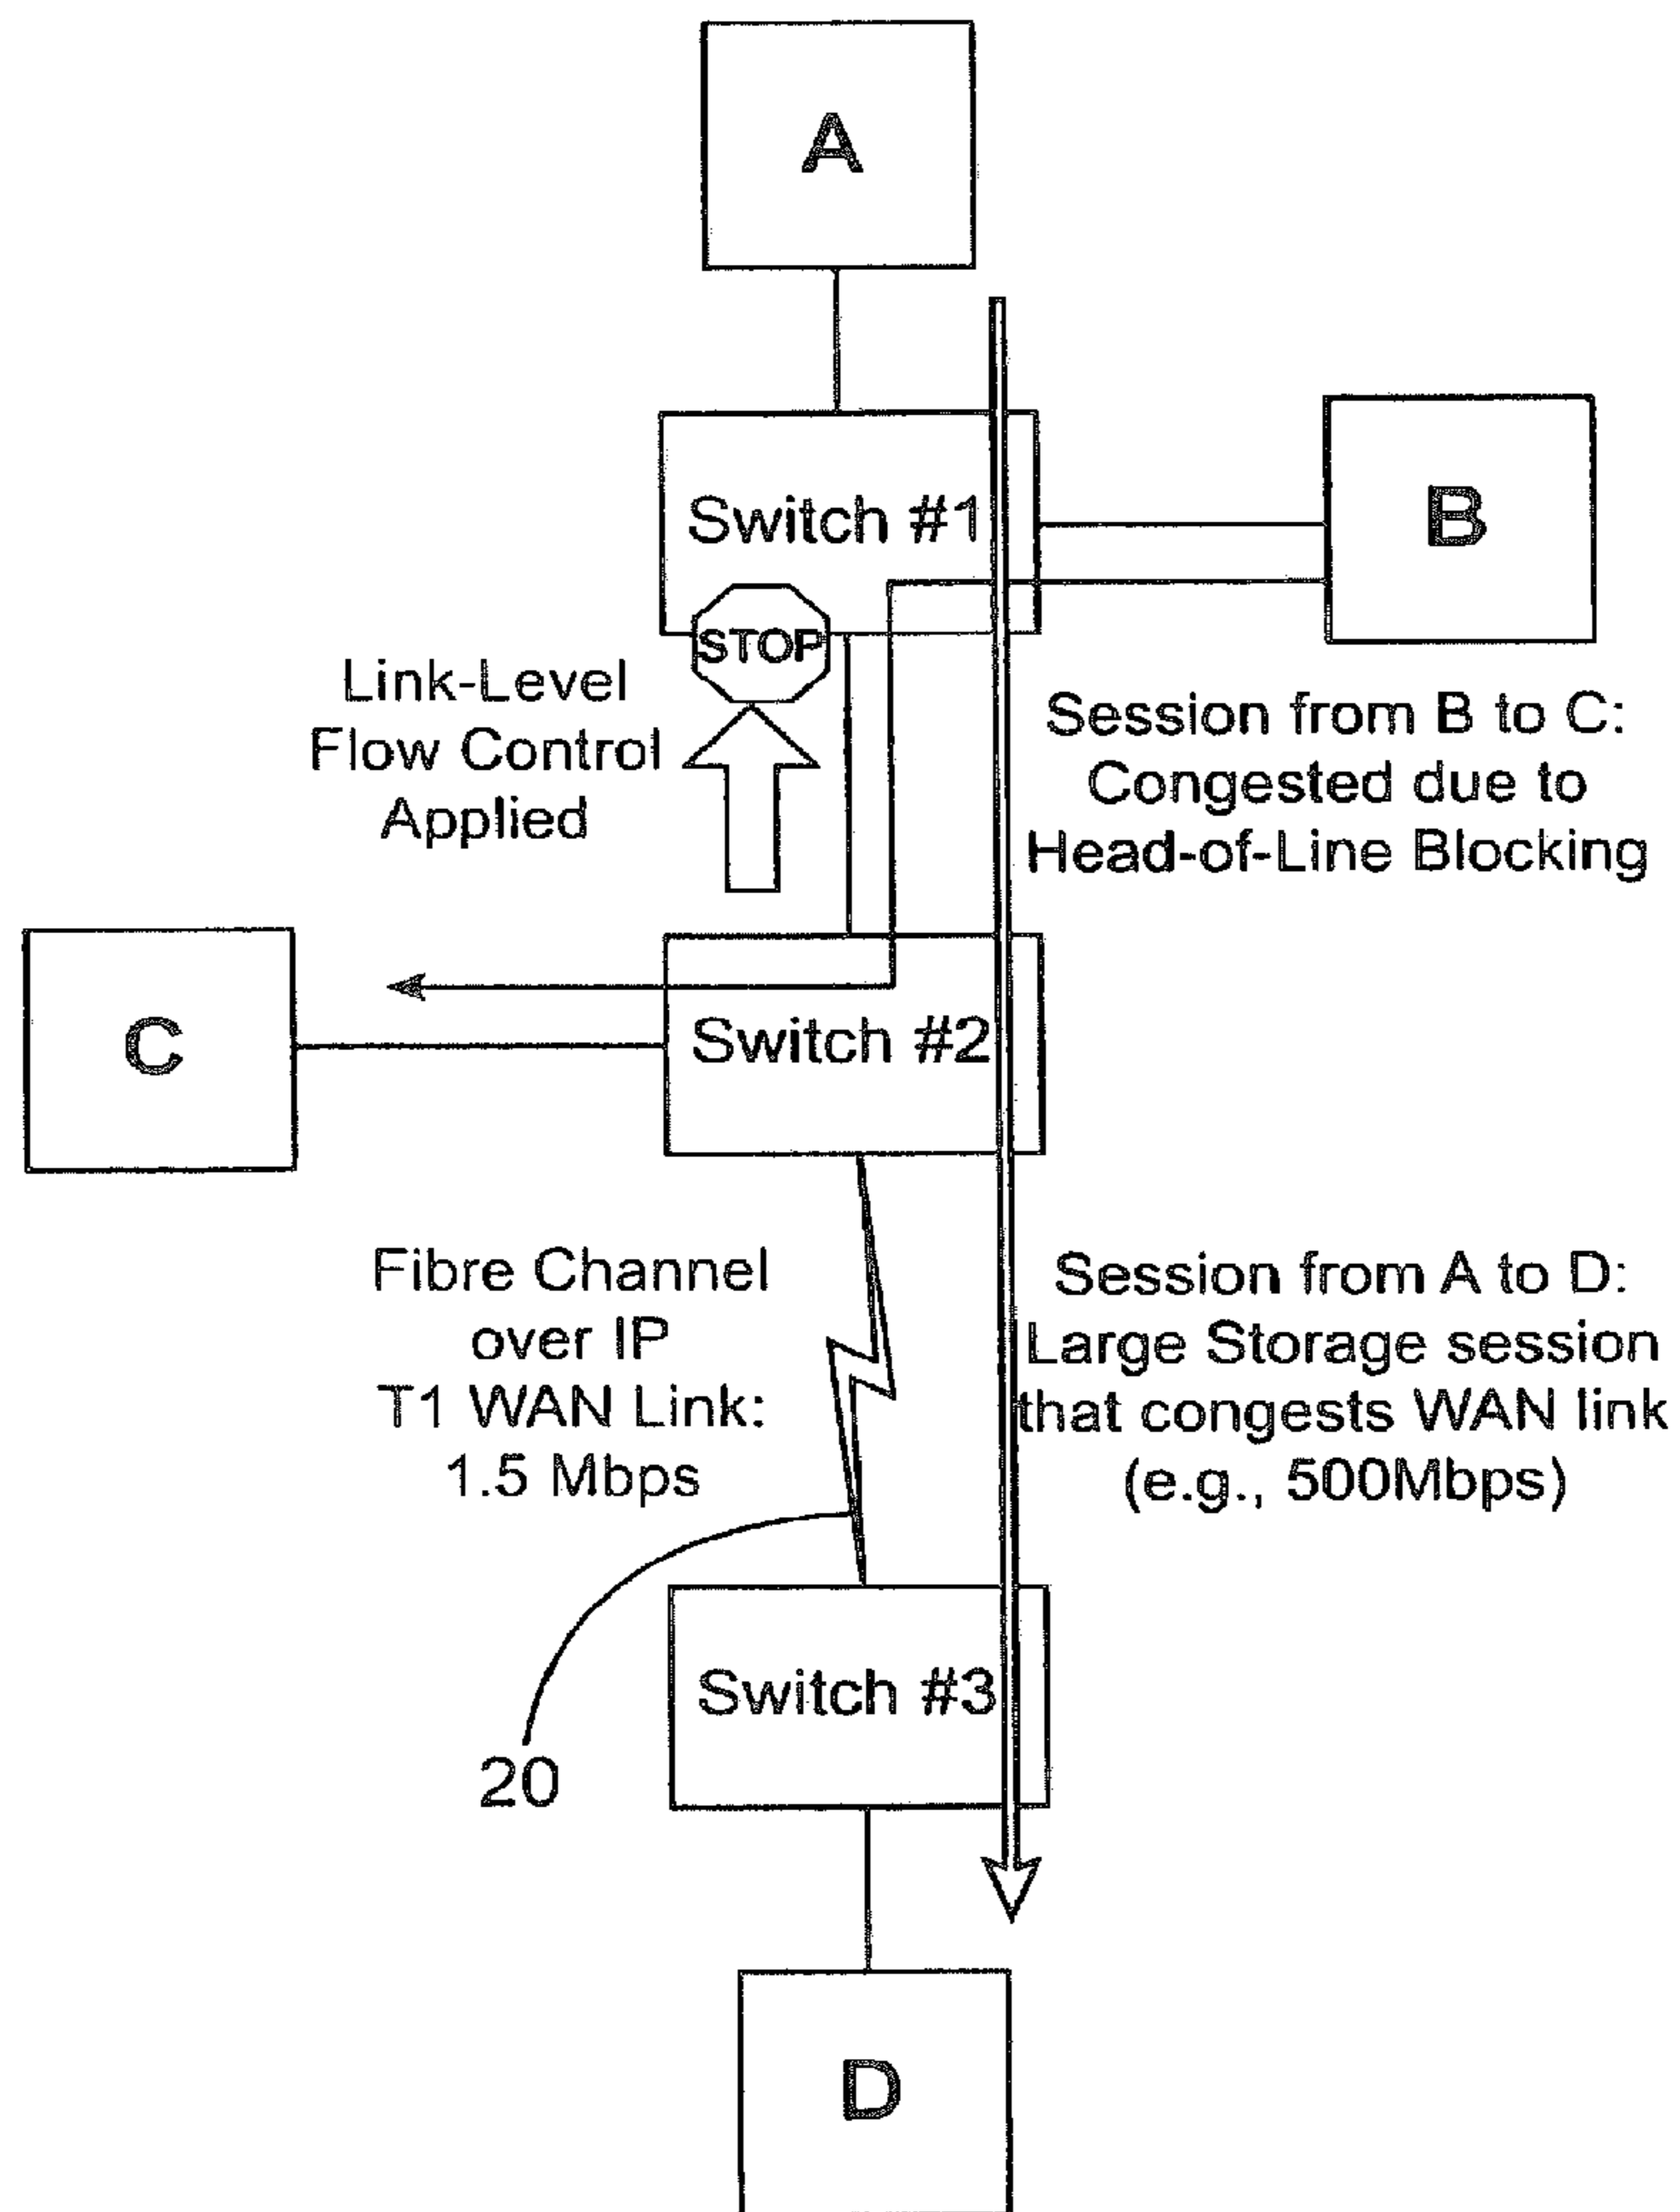 A
Switch #1
B
STOP
Link-Level
Flow Control
Applied
Session from B to C:
Congested due to
Head-of-Line Blocking
C
Switch #2
Fibre Channel
over IP
T1 WAN Link:
1.5 Mbps
Session from A to D:
Large Storage session
that congests WAN link
(e.g., 500Mbps)
Switch #3
20
D